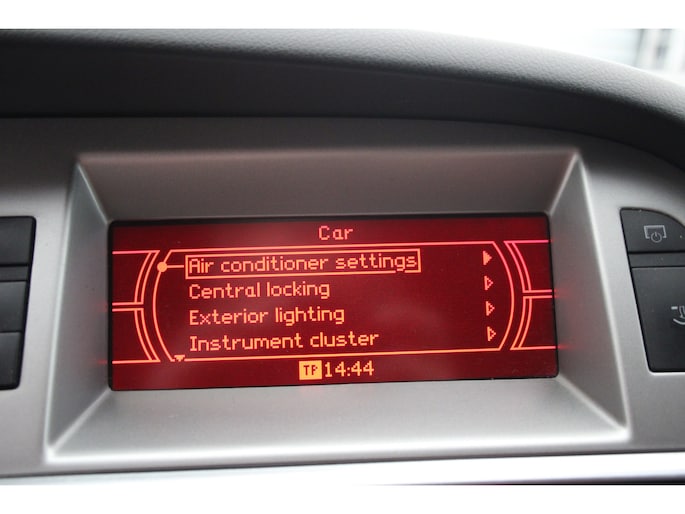 Car
Air conditioner settings
Central locking
Exterior lighting
Instrument cluster
TP 14:44